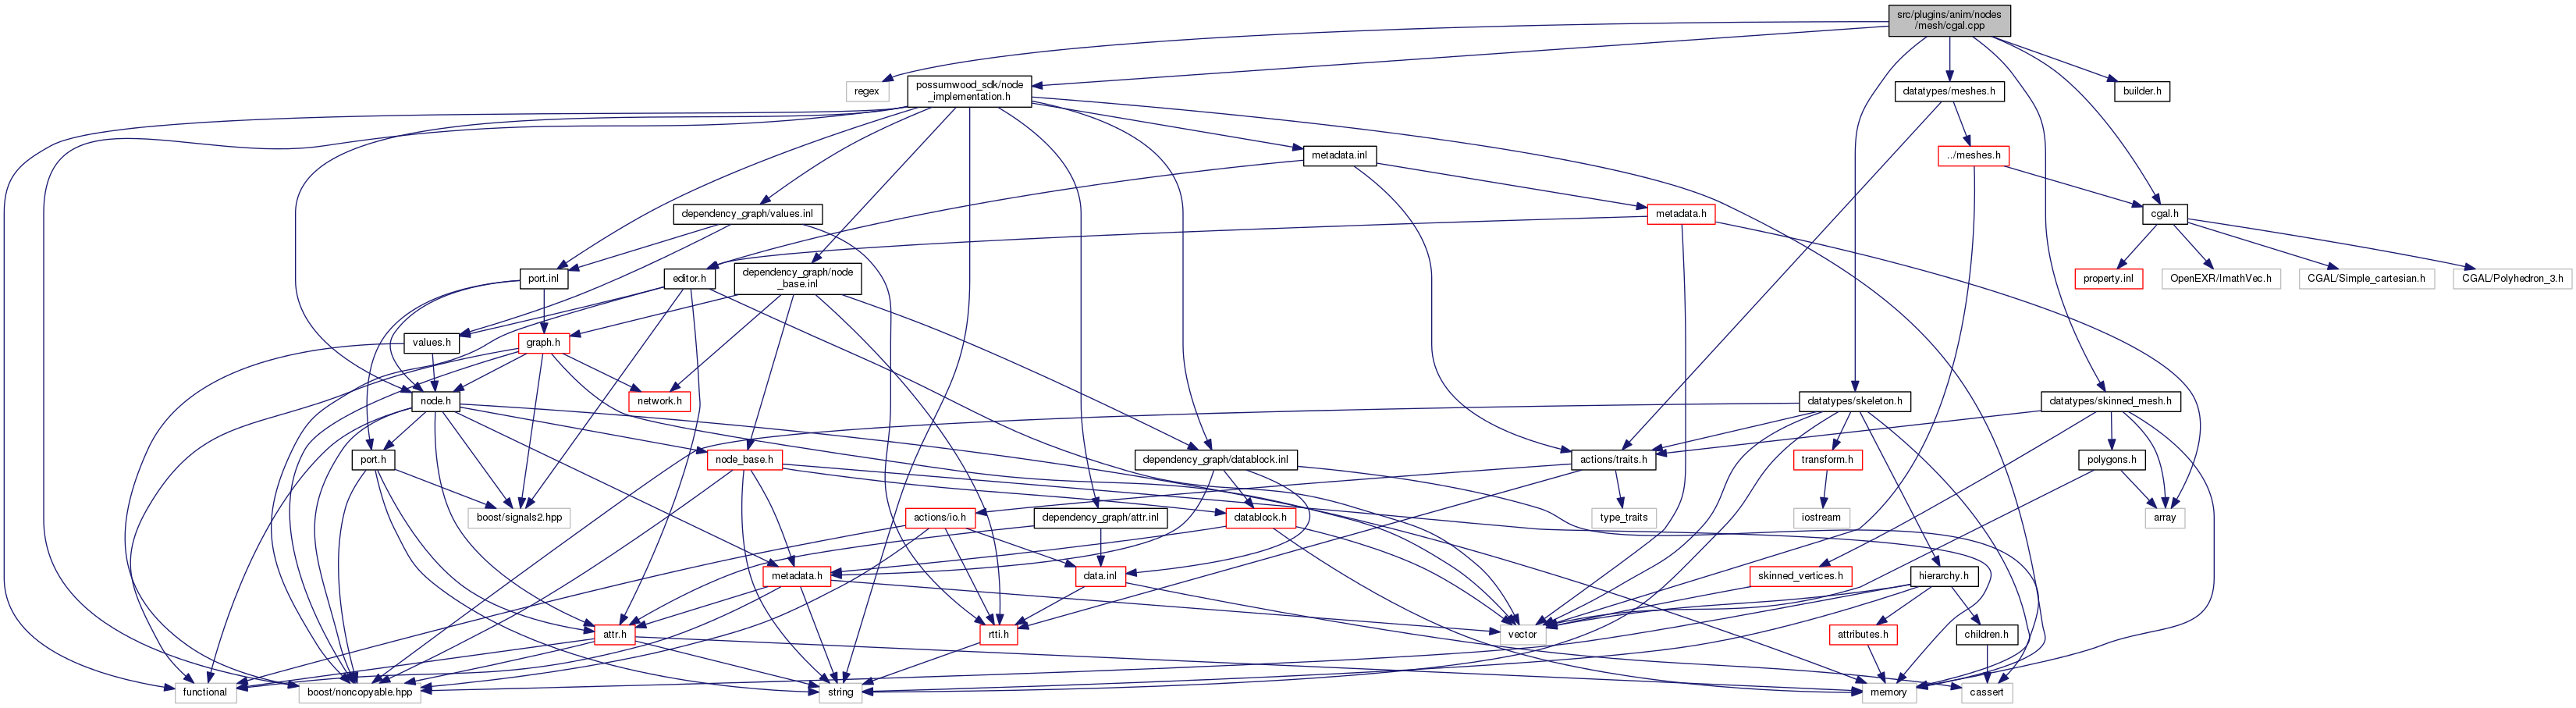 src/plugins/anim/nodes
/mesh/cgal.cpp
regex
possumwood_sdk/node
_implementation.h
datatypes/meshes.h
builder.h
metadata.inl
../meshes.h
dependency_graph/values.inl
metadata.h
cgal.h
port.inl
editor.h
dependency_graph/node
_base.inl
property.inl
OpenEXR/ImathVec.h
CGAL/Simple_cartesian.h
CGAL/Polyhedron_3.h
values.h
graph.h
node.h
network.h
datatypes/skeleton.h
datatypes/skinned_mesh.h
port.h
node_base.h
dependency_graph/datablock.inl
actions/traits.h
transform.h
polygons.h
boost/signals2.hpp
actions/io.h
dependency_graph/attr.inl
datablock.h
type_traits
iostream
array
metadata.h
data.inl
skinned_vertices.h
hierarchy.h
attr.h
rtti.h
vector
attributes.h
children.h
functional
boost/noncopyable.hpp
string
memory
cassert